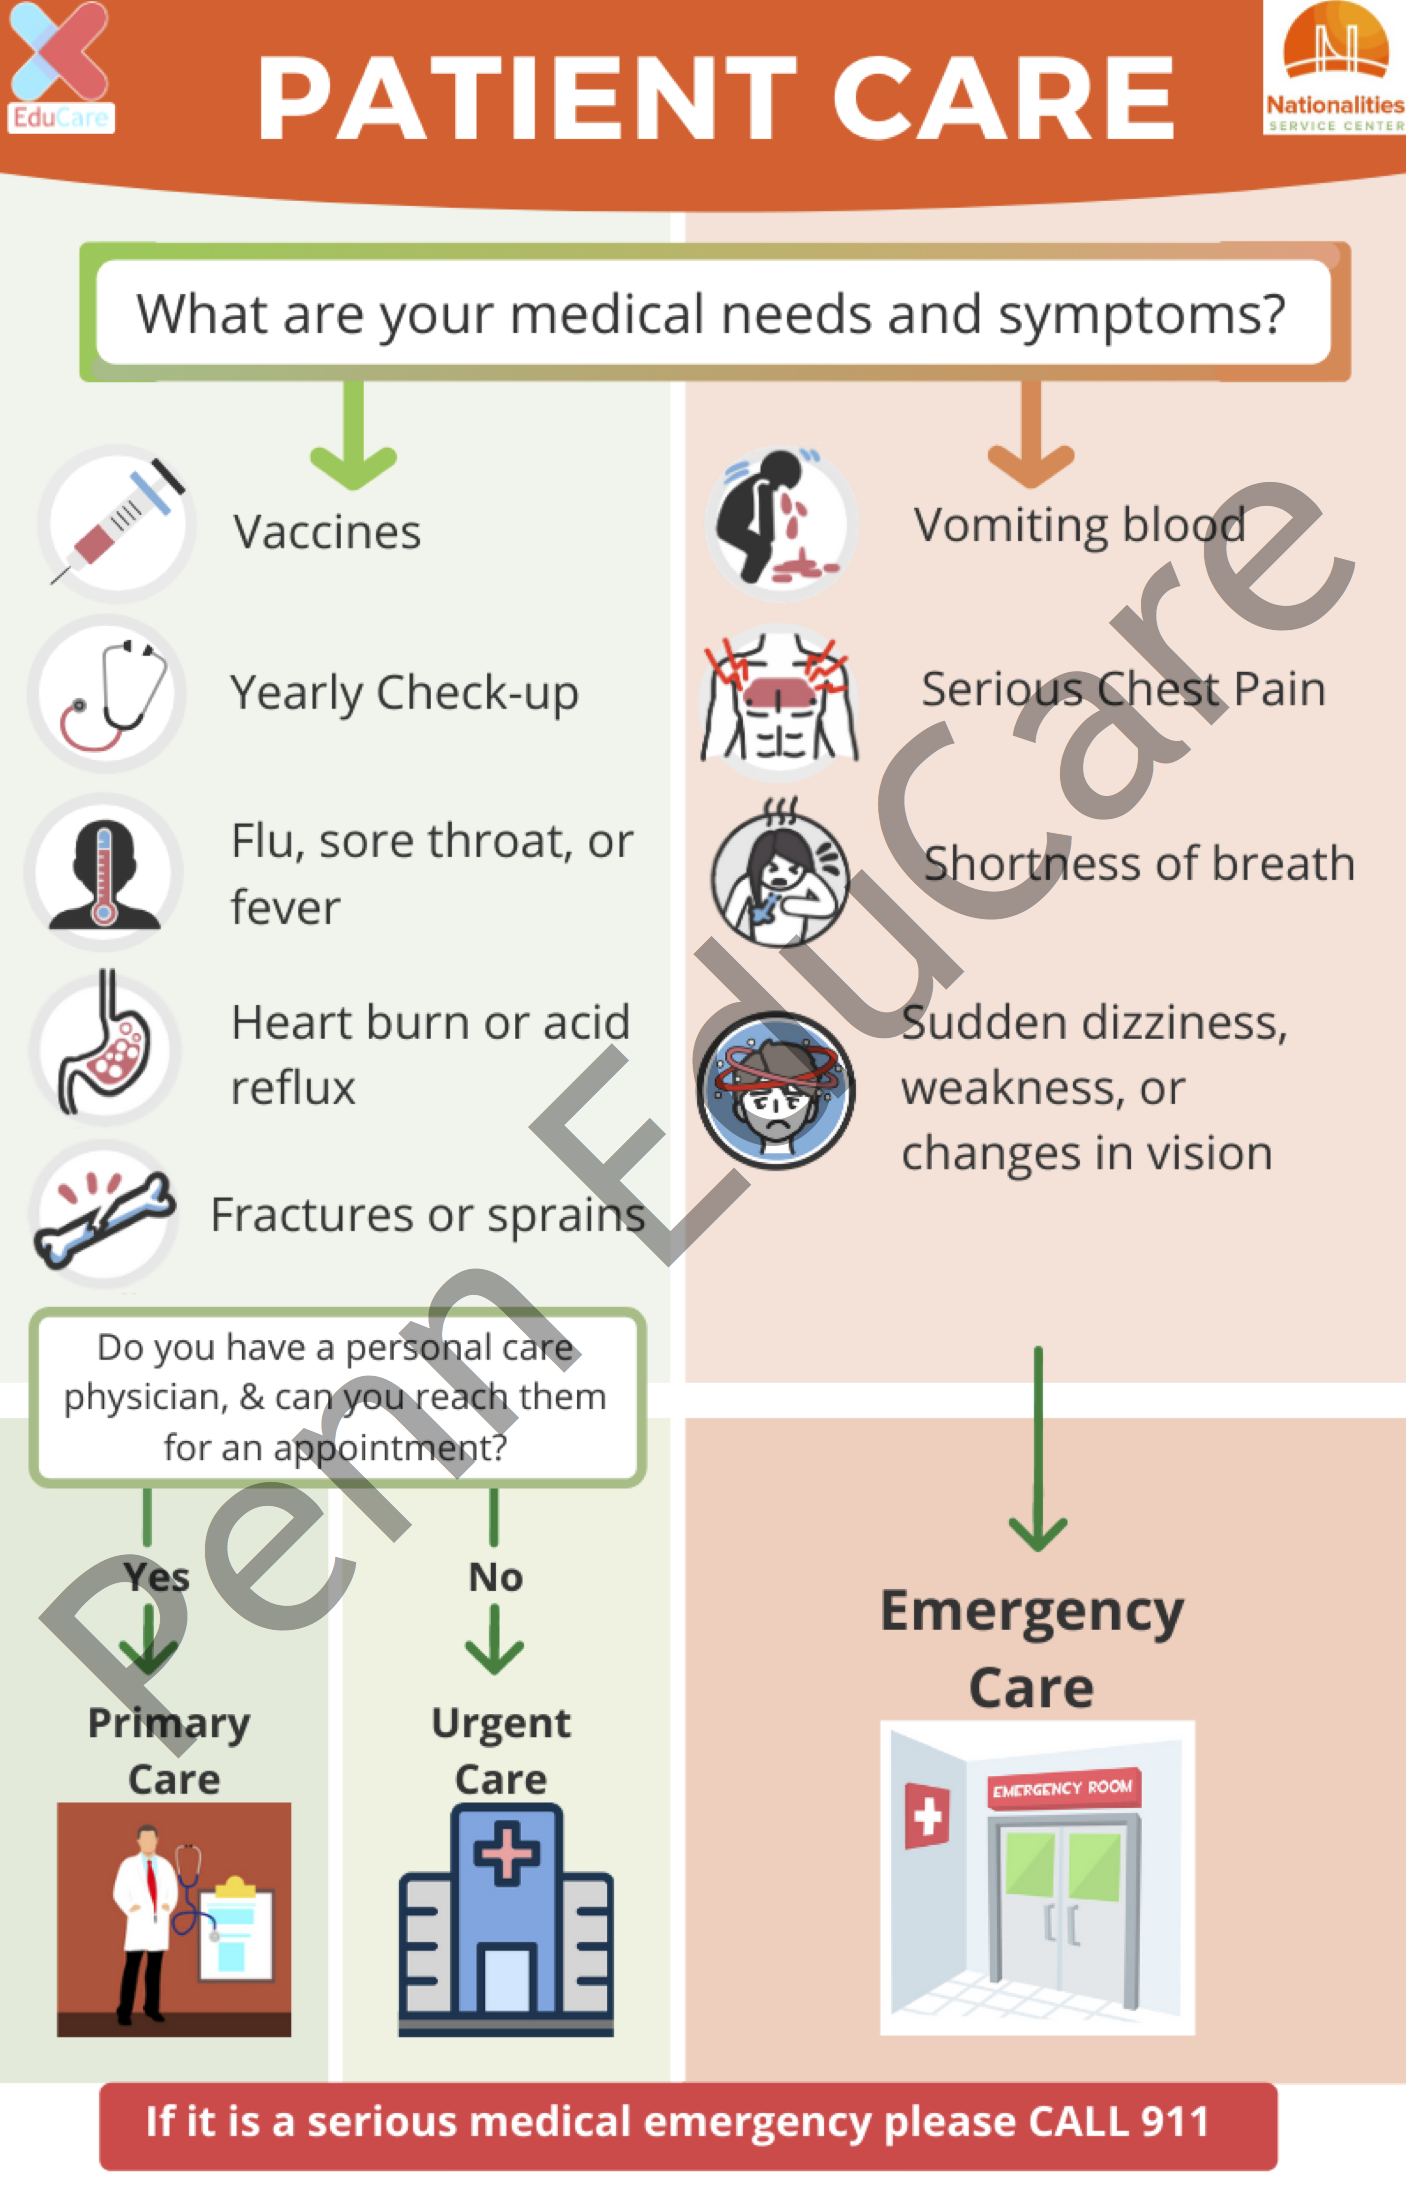 EduCare
PATIENT CARE
Nationalities
SERVICE CENTER
What are your medical needs and symptoms?
Vaccines
Yearly Check-up
Flu, sore throat, or
fever
Heart burn or acid
reflux
Fractures or sprains
Vomiting blood
Serious Chest Pain
Shortness of breath
Sudden dizziness,
weakness, or
changes in vision
Do you have a personal care
physician, & can you reach them
for an appointment?
Yes
No
Primary
Care
Urgent
Care
Emergency
Care
EMERGENCY ROOM
If it is a serious medical emergency please CALL 911
Penn EduCare